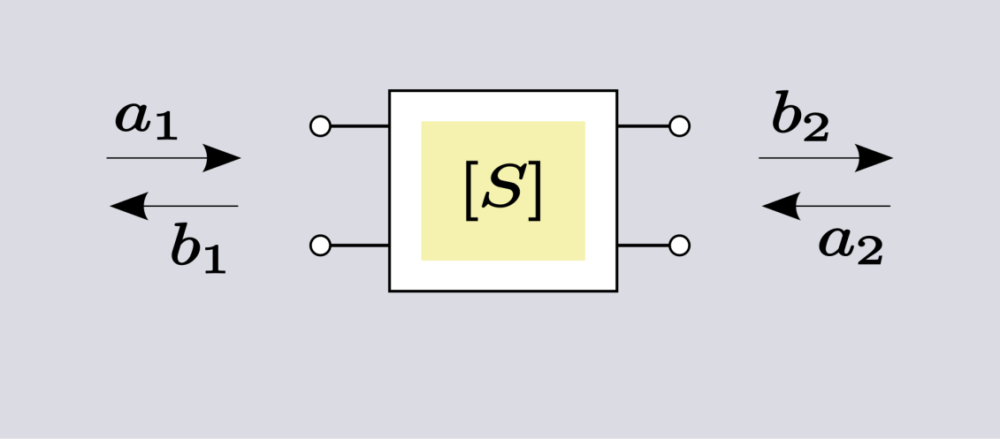 a₁
b₁
[S]
b₂
a₂